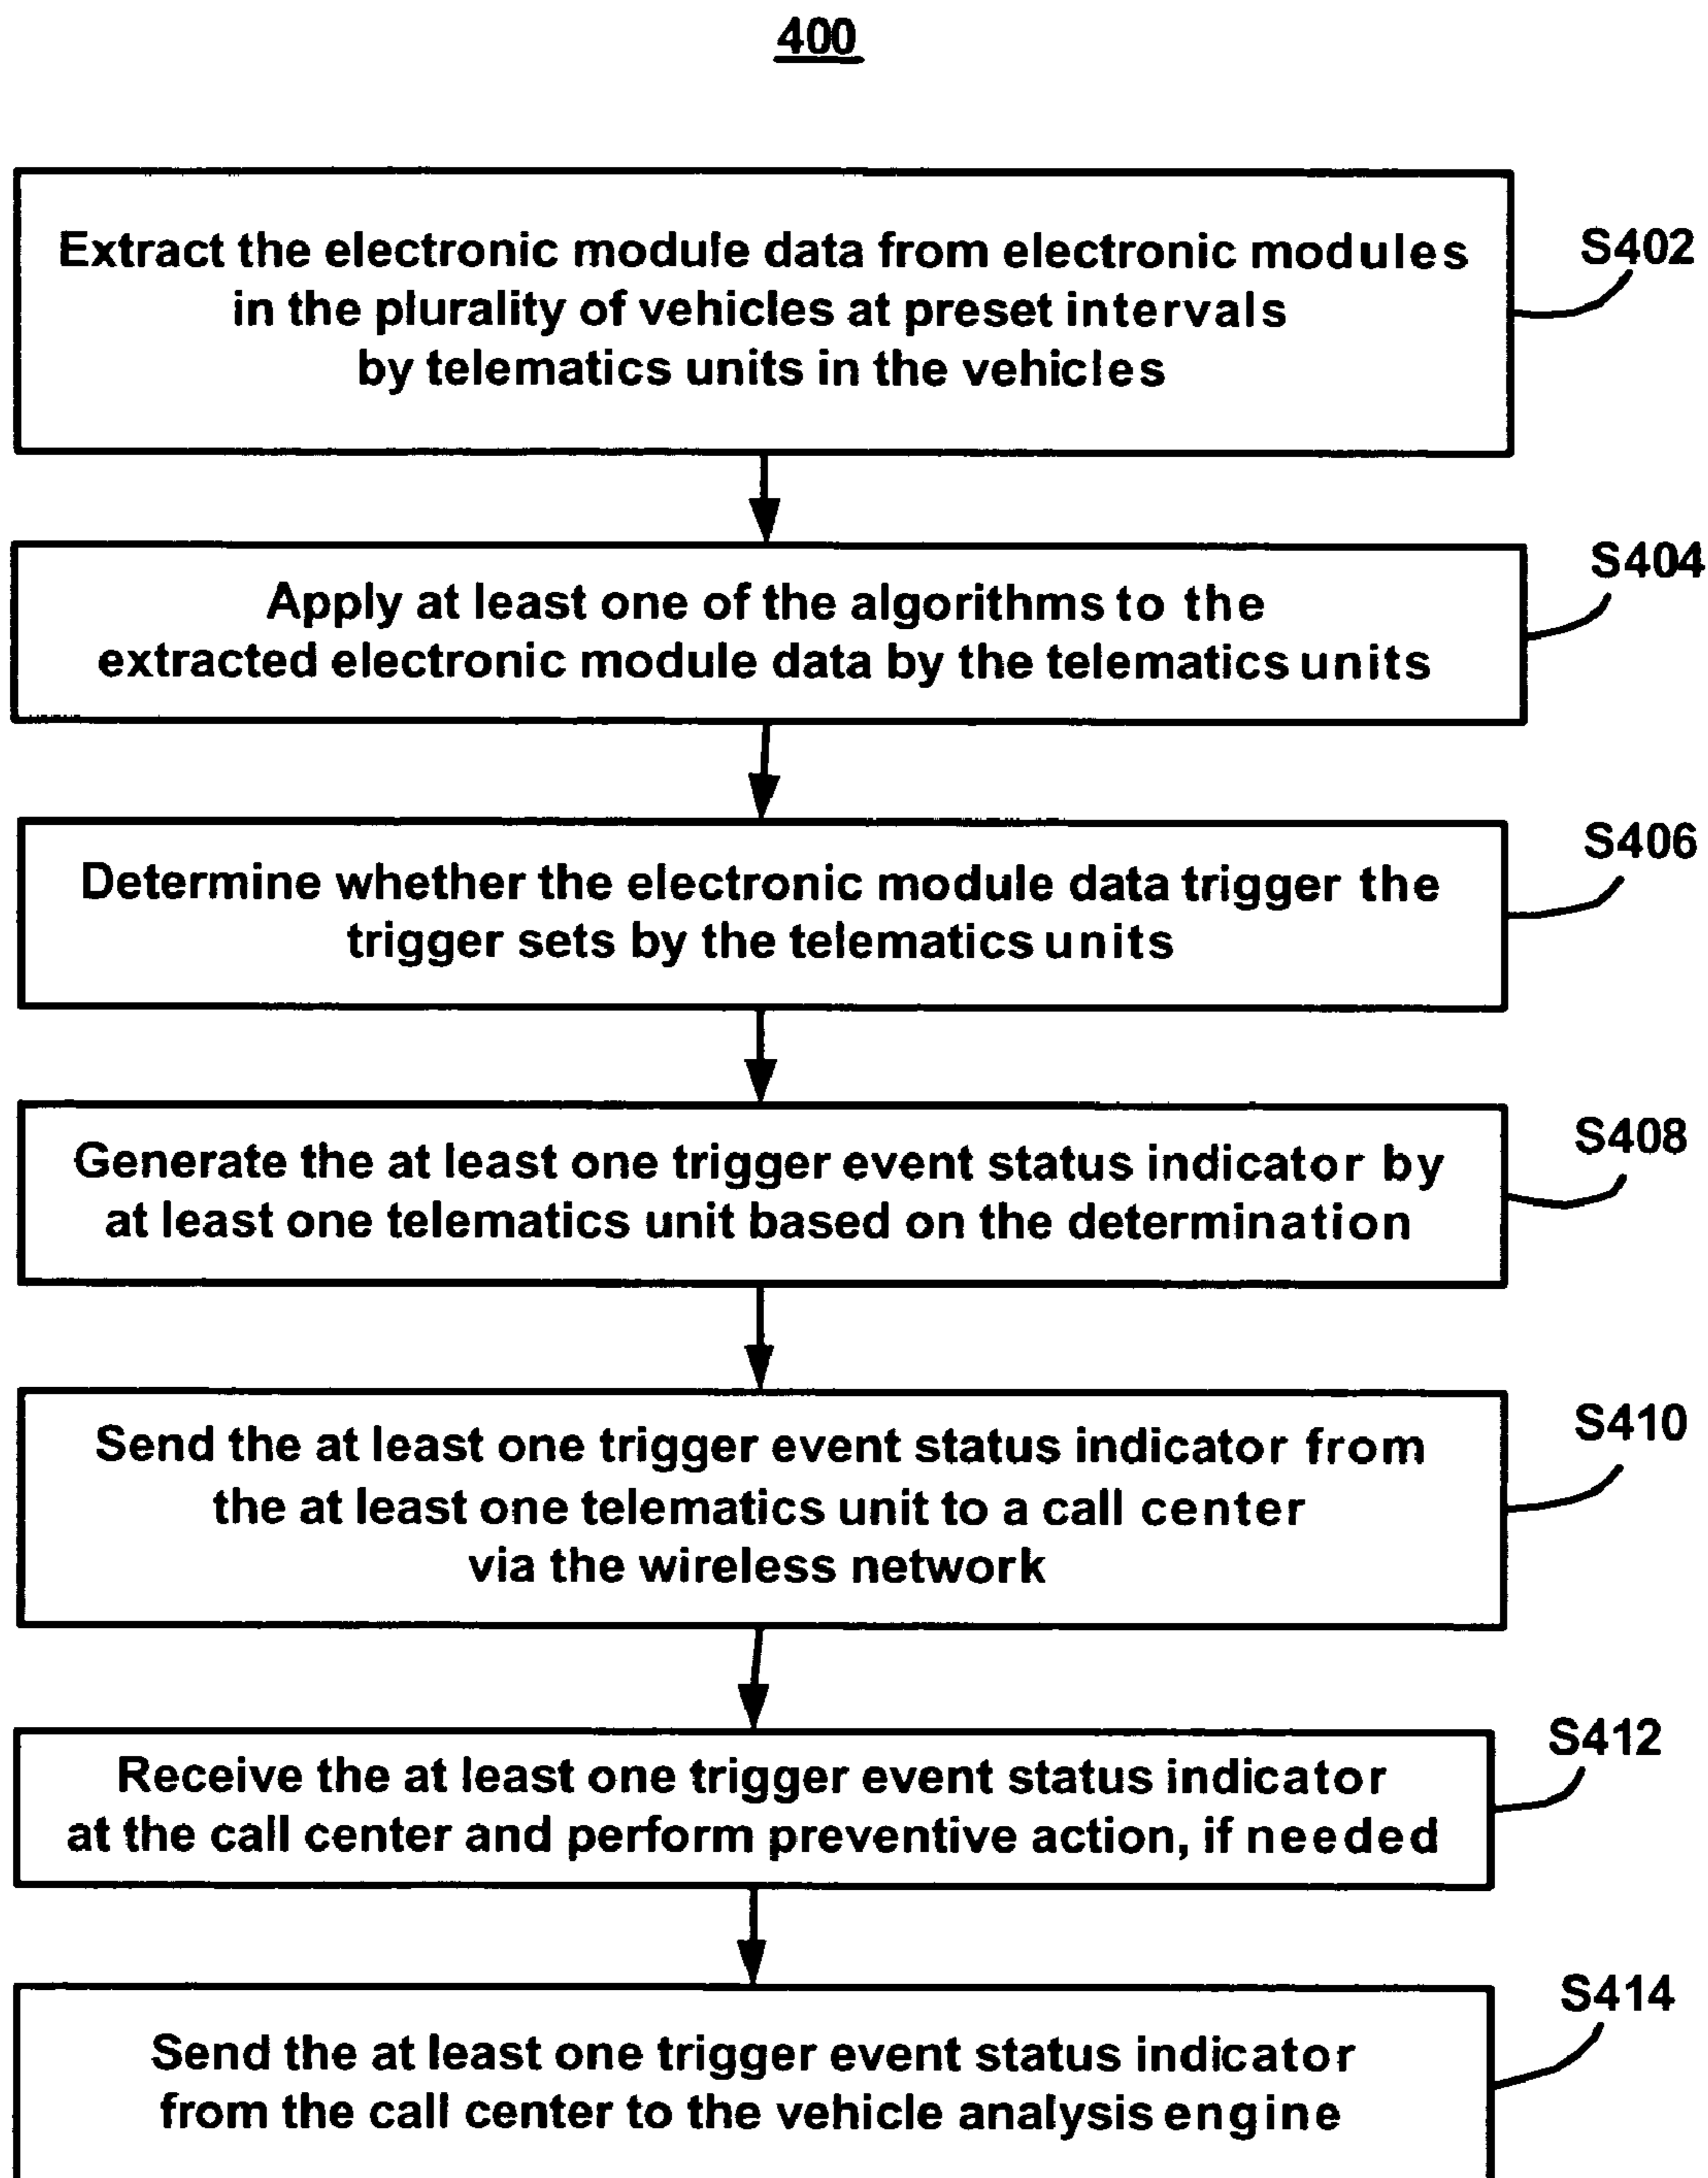 400
Extract the electronic module data from electronic modules
in the plurality of vehicles at preset intervals
by telematics units in the vehicles
S402
Apply at least one of the algorithms to the
extracted electronic module data by the telematics units
S404
Determine whether the electronic module data trigger the
trigger sets by the telematics units
S406
Generate the at least one trigger event status indicator by
at least one telematics unit based on the determination
S408
Send the at least one trigger event status indicator from
the at least one telematics unit to a call center
via the wireless network
S410
Receive the at least one trigger event status indicator
at the call center and perform preventive action, if needed
S412
Send the at least one trigger event status indicator
from the call center to the vehicle analysis engine
S414